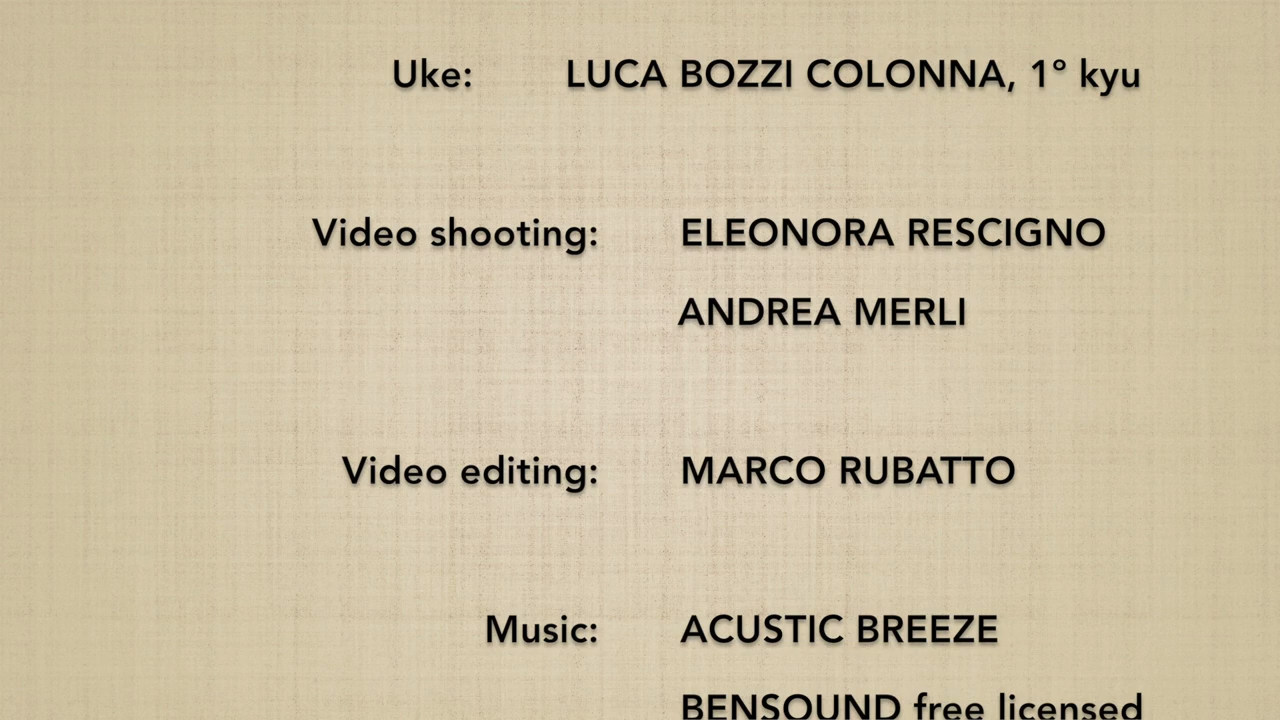 Uke: LUCA BOZZI COLONNA, 1° kyu
Video shooting: ELEONORA RESCIGNO
ANDREA MERLI
Video editing: MARCO RUBATTO
Music: ACUSTIC BREEZE
BENSOUND free licensed